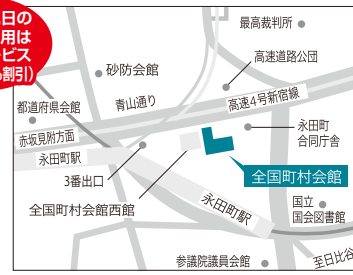 日の
用は
ービス
割引)
最高裁判所
高速道路公団
砂防会館
青山通り
都道府県会館
高速4号新宿線
赤坂見附方面
永田町
合同庁舎
永田町駅
3番出口
全国町村会館
全国町村会館西館
永田町駅
国立
国会図書館
参議院議員会館
至日比谷